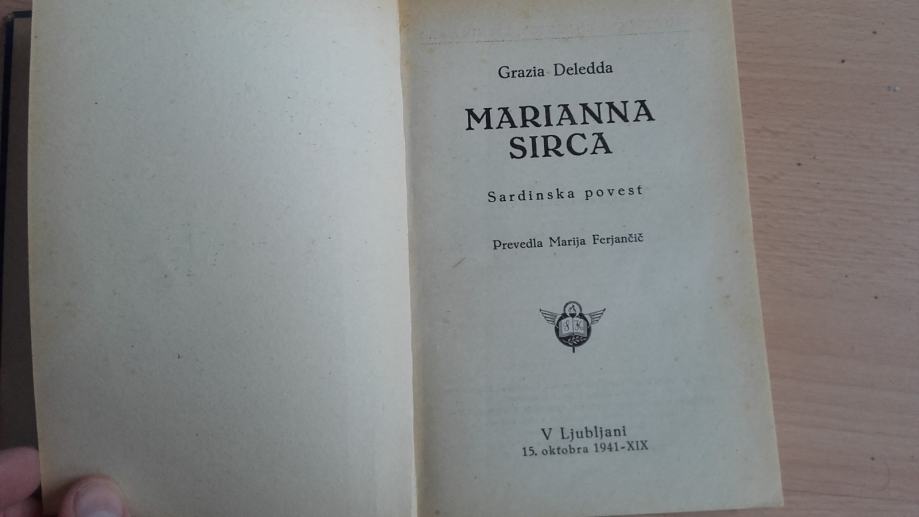 Grazia Deledda
MARIANNA
SIRCA
Sardinska povest
Prevedla Marija Ferjančič
S K
V Ljubljani
15. oktobra 1941-XIX